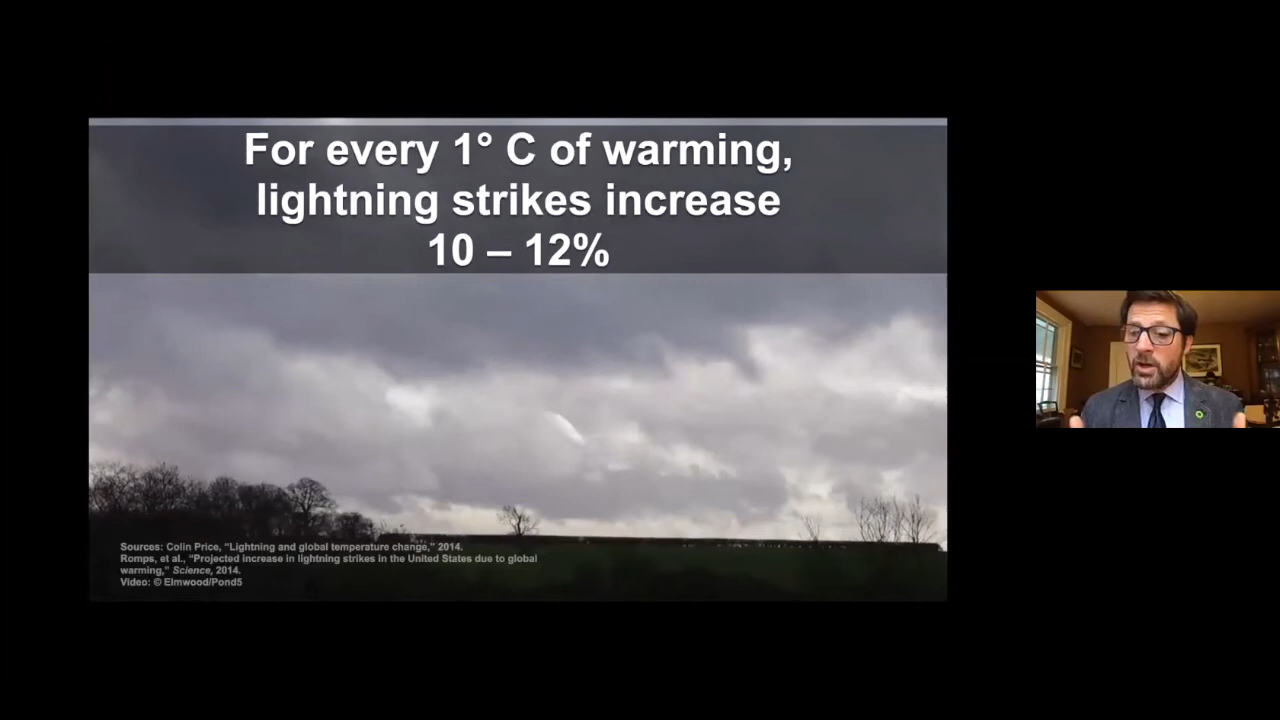 For every 1° C of warming,
lightning strikes increase
10 – 12%
Sources: Colin Price, “Lightning and global temperature change,” 2014.
Romps, et al., “Projected increase in lightning strikes in the United States due to global
warming,” Science, 2014.
Video: © Elmwood/Pond5